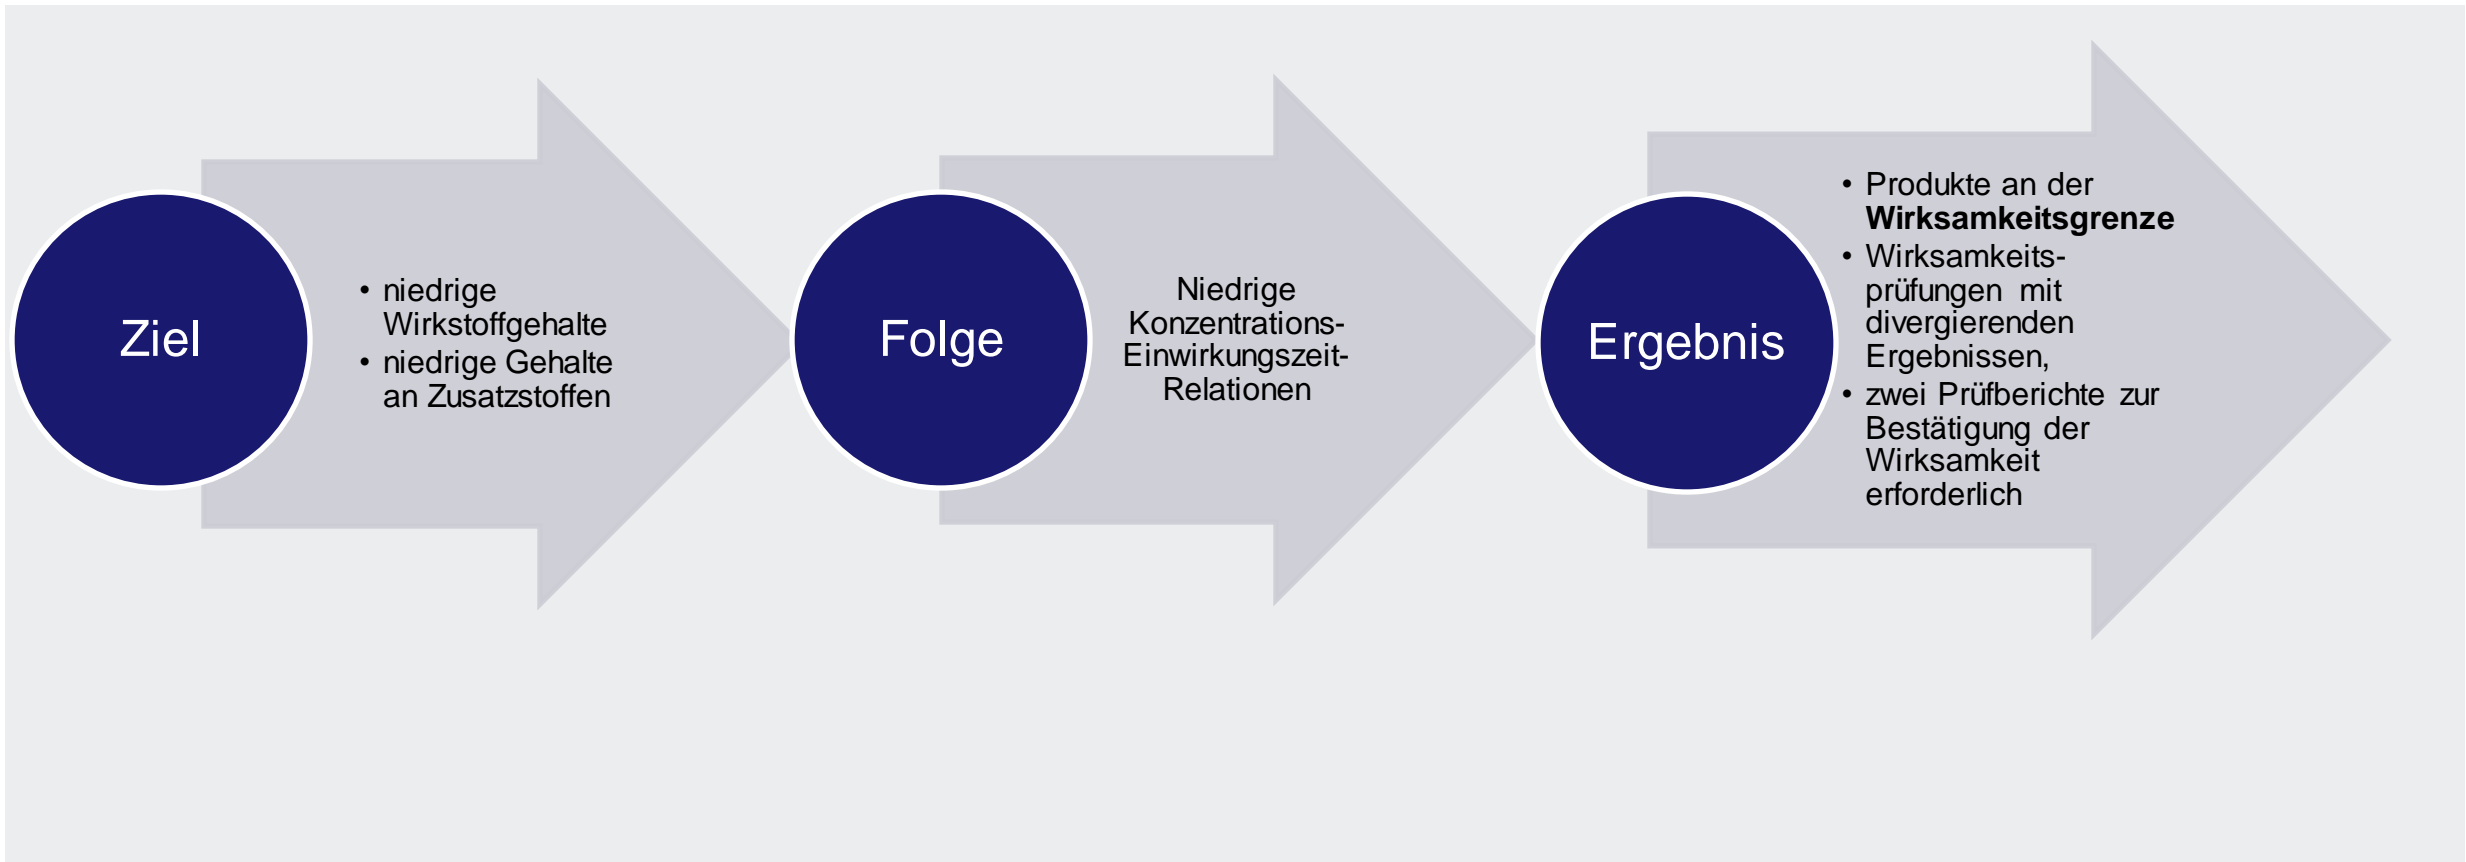 Ziel
• niedrige
Wirkstoffgehalte
• niedrige Gehalte
an Zusatzstoffen
Folge
Niedrige
Konzentrations-
Einwirkungszeit-
Relationen
Ergebnis
• Produkte an der
Wirksamkeitsgrenze
• Wirksamkeits-
prüfungen mit
divergierenden
Ergebnissen,
• zwei Prüfberichte zur
Bestätigung der
Wirksamkeit
erforderlich